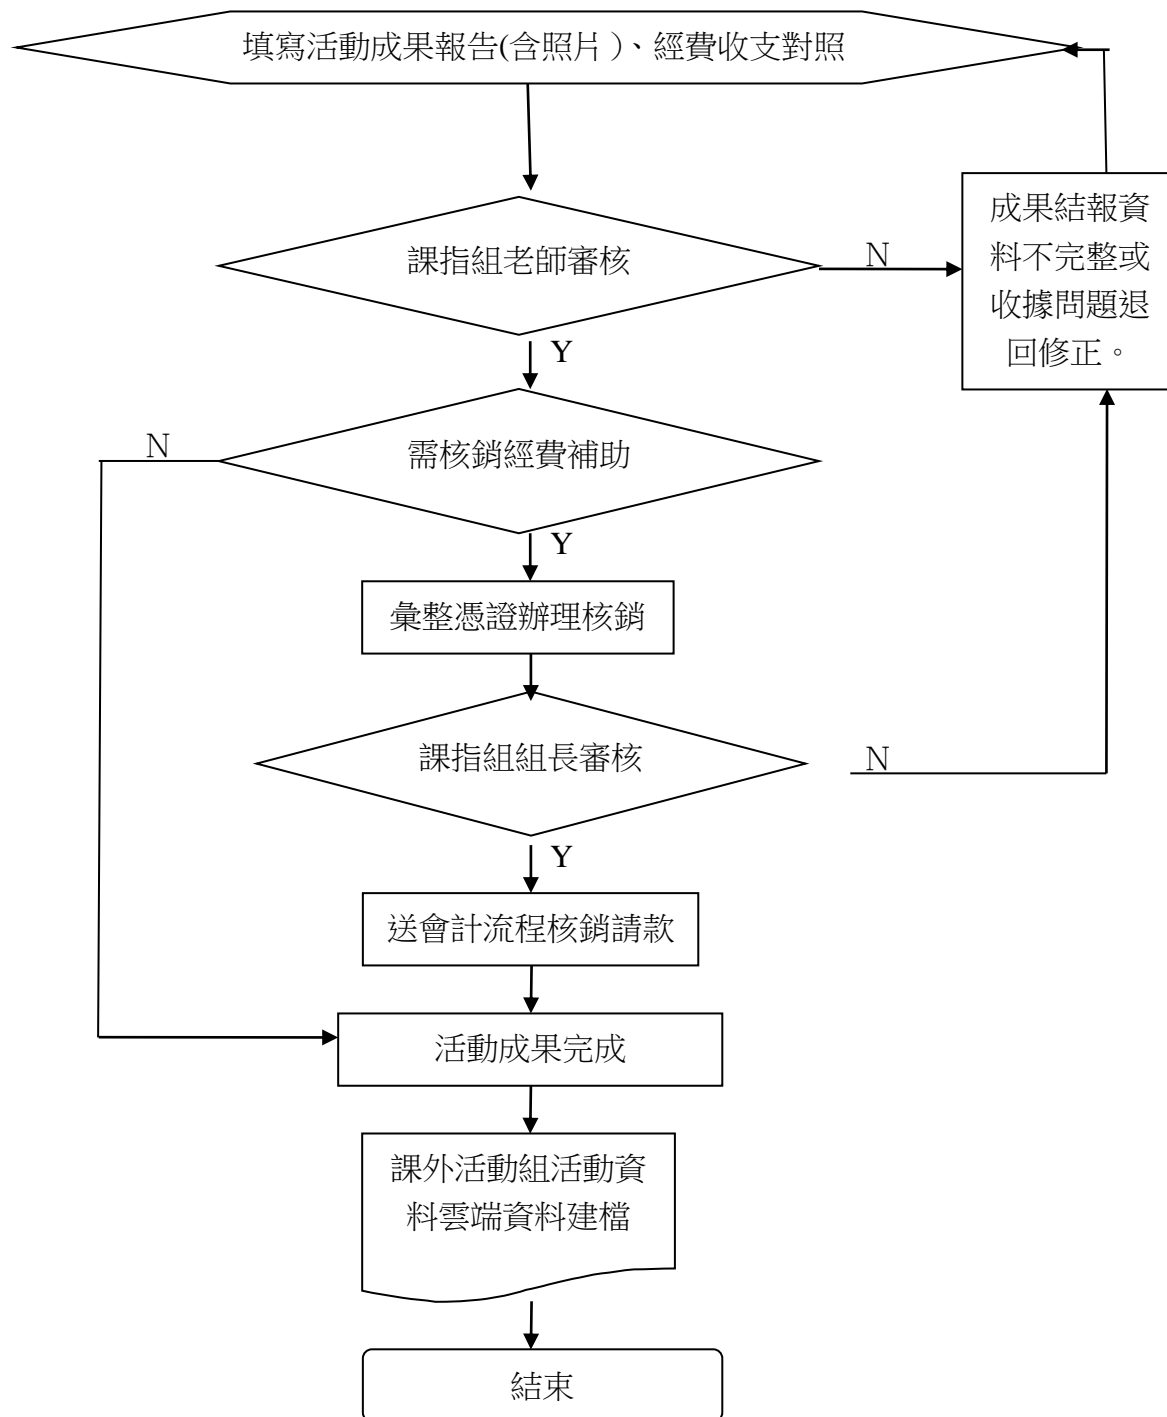 填寫活動成果報告(含照片)、經費收支對照
成果結報資
料不完整或
收據問題退
回修正。
課指組老師審核
N
Y
需核銷經費補助
N
Y
彙整憑證辦理核銷
課指組組長審核
N
Y
送會計流程核銷請款
活動成果完成
課外活動組活動資
料雲端資料建檔
結束